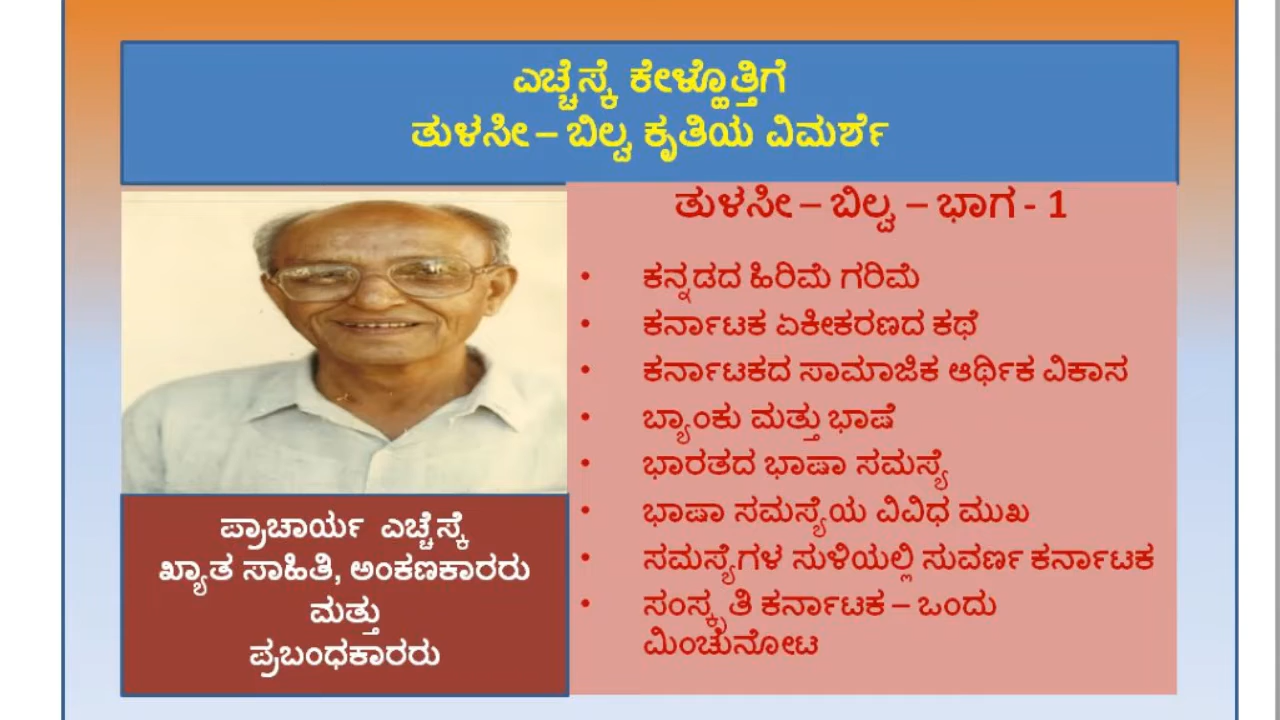 ಎಚ್ಚೆಸ್ಕೆ ಕೇಳ್ಹೊತ್ತಿಗೆ
ತುಳಸೀ – ಬಿಲ್ವ ಕೃತಿಯ ವಿಮರ್ಶೆ
ತುಳಸೀ – ಬಿಲ್ವ – ಭಾಗ - 1
• ಕನ್ನಡದ ಹಿರಿಮೆ ಗರಿಮೆ
• ಕರ್ನಾಟಕ ಏಕೀಕರಣದ ಕಥೆ
• ಕರ್ನಾಟಕದ ಸಾಮಾಜಿಕ ಆರ್ಥಿಕ ವಿಕಾಸ
• ಬ್ಯಾಂಕು ಮತ್ತು ಭಾಷೆ
• ಭಾರತದ ಭಾಷಾ ಸಮಸ್ಯೆ
• ಭಾಷಾ ಸಮಸ್ಯೆಯ ವಿವಿಧ ಮುಖ
• ಸಮಸ್ಯೆಗಳ ಸುಳಿಯಲ್ಲಿ ಸುವರ್ಣ ಕರ್ನಾಟಕ
• ಸಂಸ್ಕೃತಿ ಕರ್ನಾಟಕ – ಒಂದು
ಮಿಂಚುನೋಟ
ಪ್ರಾಚಾರ್ಯ ಎಚ್ಚೆಸ್ಕೆ
ಖ್ಯಾತ ಸಾಹಿತಿ, ಅಂಕಣಕಾರರು
ಮತ್ತು
ಪ್ರಬಂಧಕಾರರು